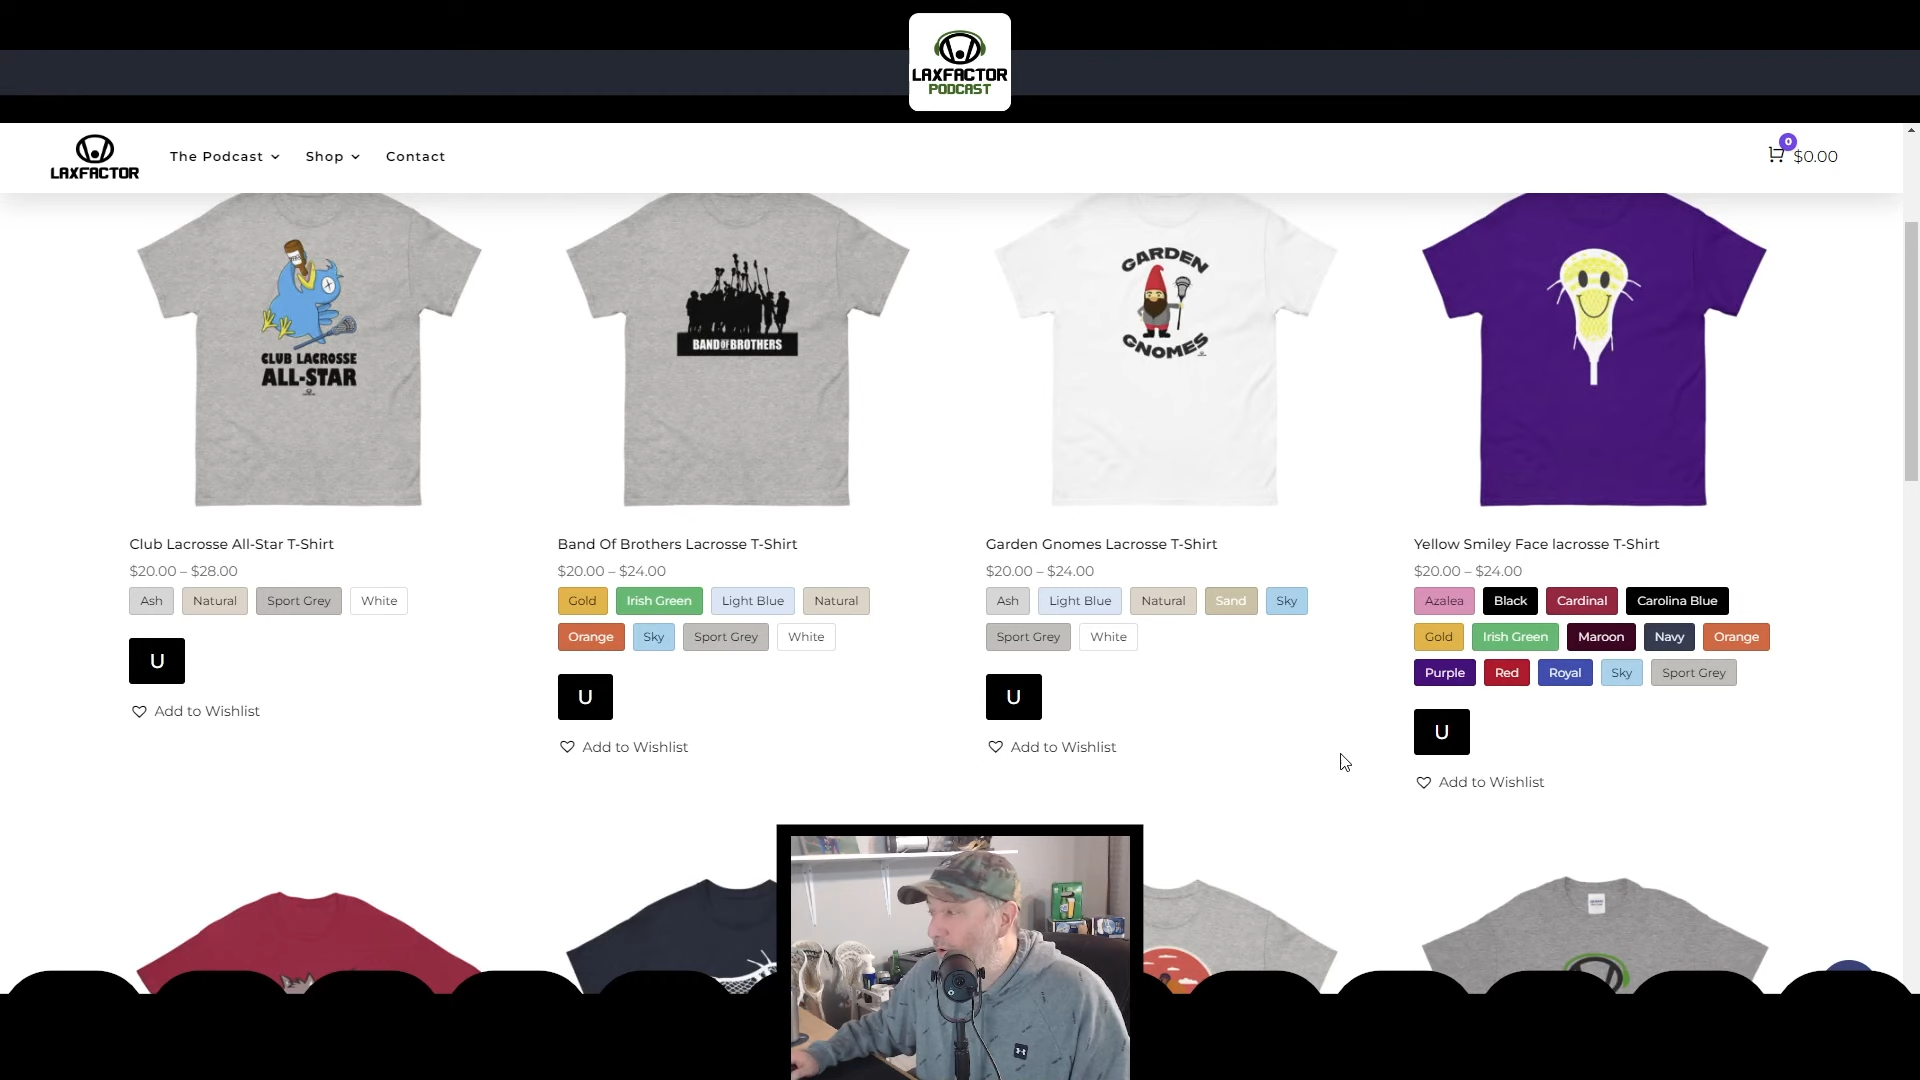 LAXFACTOR
PODCAST
LAXFACTOR
The Podcast
Shop
Contact
0
$0.00
CLUB LACROSSE
ALL-STAR
BAND OF BROTHERS
GARDEN
GNOMES
Club Lacrosse All-Star T-Shirt
$20.00 – $28.00
Ash
Natural
Sport Grey
White
U
Add to Wishlist
Band Of Brothers Lacrosse T-Shirt
$20.00 – $24.00
Gold
Irish Green
Light Blue
Natural
Orange
Sky
Sport Grey
White
U
Add to Wishlist
Garden Gnomes Lacrosse T-Shirt
$20.00 – $24.00
Ash
Light Blue
Natural
Sand
Sky
Sport Grey
White
U
Add to Wishlist
Yellow Smiley Face lacrosse T-Shirt
$20.00 – $24.00
Azalea
Black
Cardinal
Carolina Blue
Gold
Irish Green
Maroon
Navy
Orange
Purple
Red
Royal
Sky
Sport Grey
U
Add to Wishlist